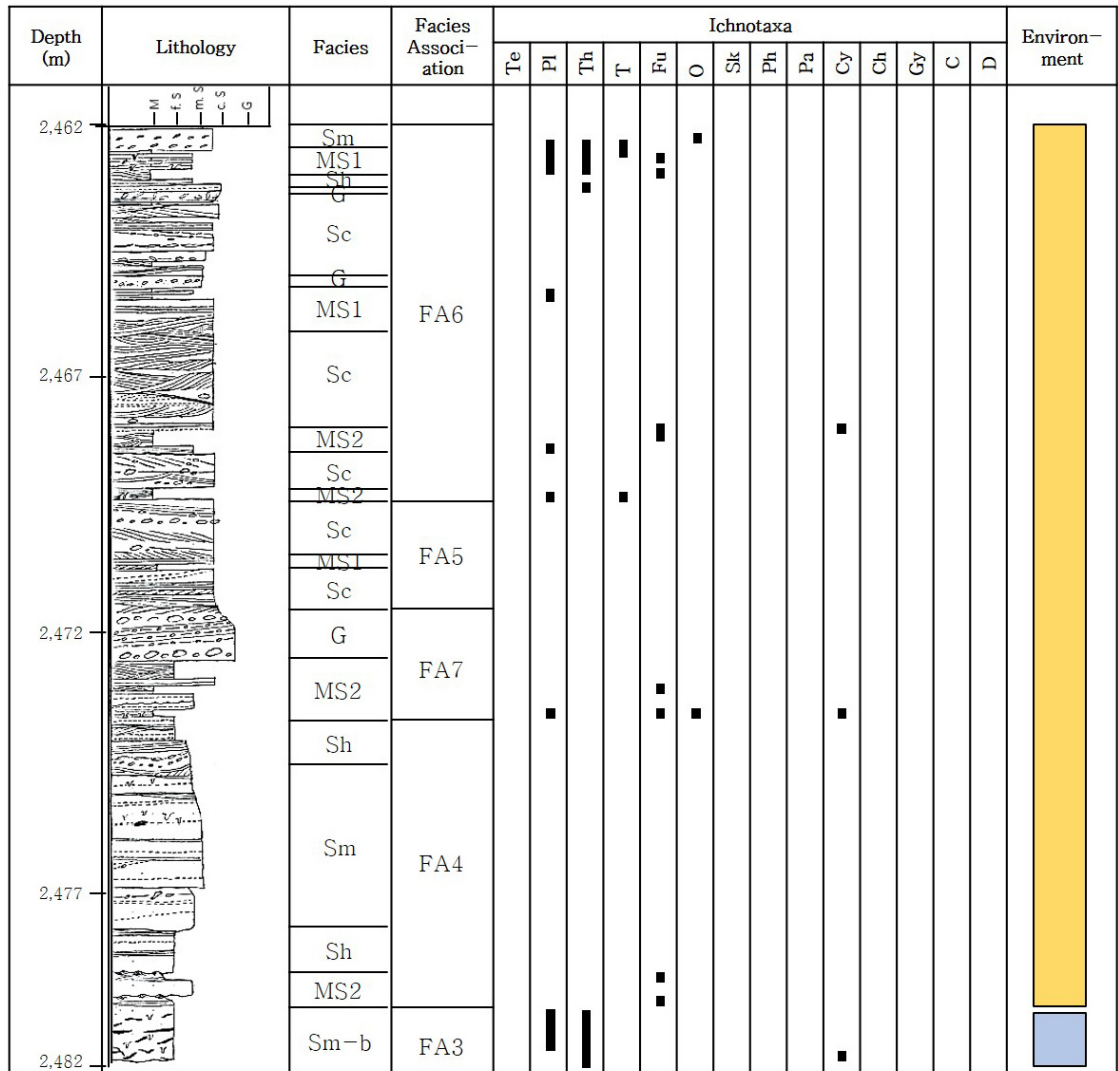 Depth
(m)
Lithology
Facies
Facies
Associ-
ation
Ichnotaxa
Te
Pl
Th
T
Fu
O
Sk
Ph
Pa
Cy
Ch
Gy
C
D
Environ-
ment
M
f. S
m. S
c. S
G
2,462
Sm
MS1
Sh
G
Sc
G
MS1
FA6
2,467
Sc
MS2
Sc
MS2
Sc
MS1
FA5
Sc
2,472
G
FA7
MS2
Sh
Sm
FA4
2,477
Sh
MS2
Sm-b
FA3
2,482